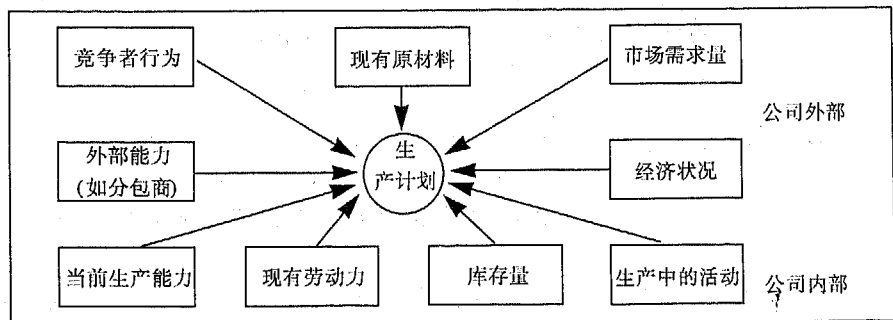 竞争者行为
现有原材料
市场需求量
公司外部
外部能力
(如分包商)
生
产计划
经济状况
当前生产能力
现有劳动力
库存量
生产中的活动
公司内部